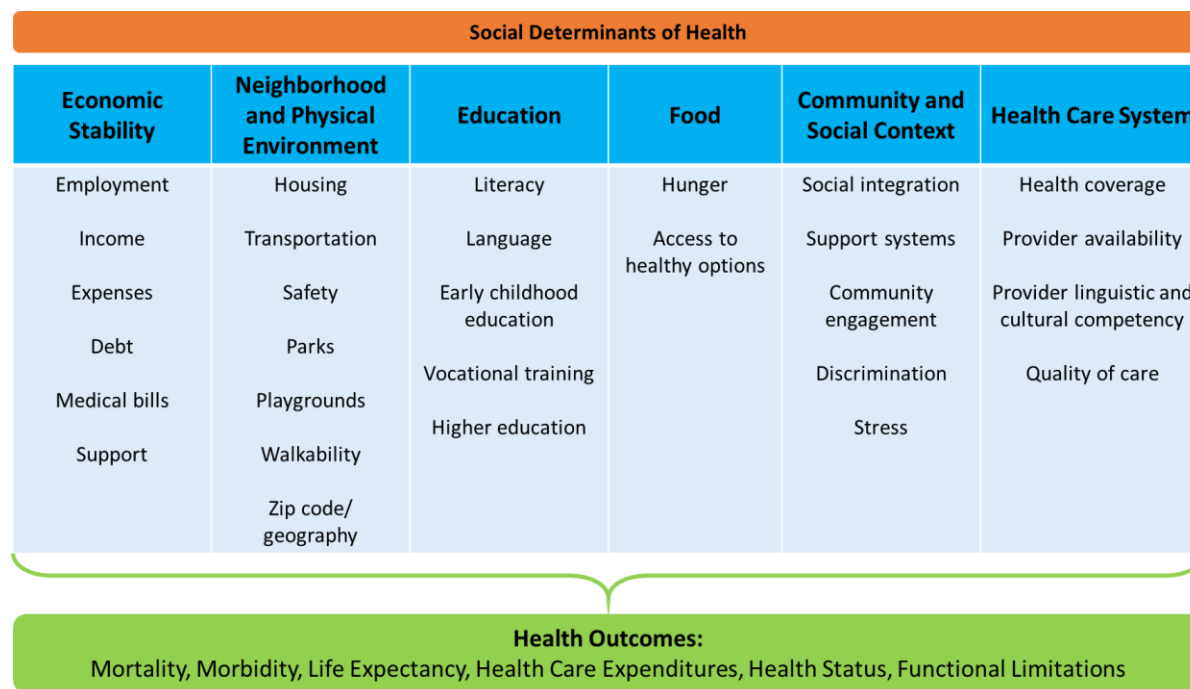 Social Determinants of Health
Economic
Stability
Neighborhood
and Physical
Environment
Education
Food
Community and
Social Context
Health Care System
Employment
Income
Expenses
Debt
Medical bills
Support
Housing
Transportation
Safety
Parks
Playgrounds
Walkability
Zip code/
geography
Literacy
Language
Early childhood
education
Vocational training
Higher education
Hunger
Access to
healthy options
Social integration
Support systems
Community
engagement
Discrimination
Stress
Health coverage
Provider availability
Provider linguistic and
cultural competency
Quality of care
Health Outcomes:
Mortality, Morbidity, Life Expectancy, Health Care Expenditures, Health Status, Functional Limitations